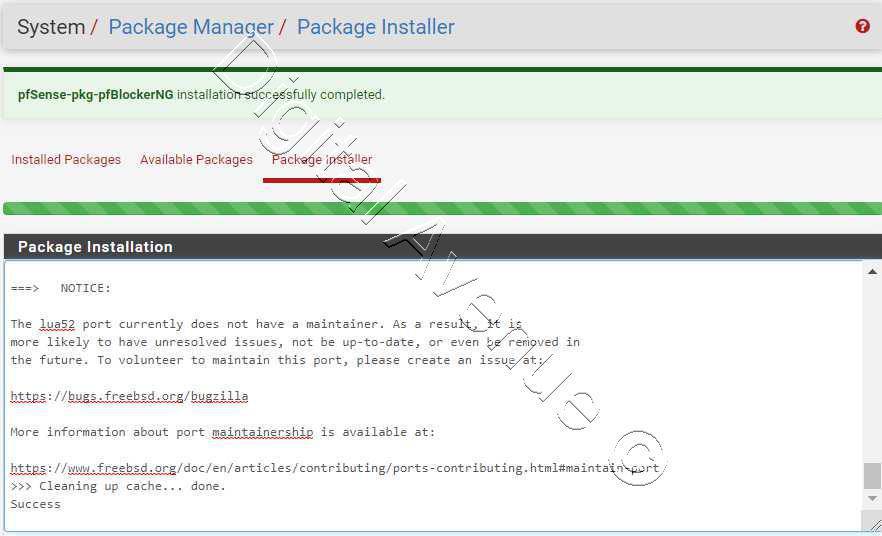 System / Package Manager / Package Installer
pfSense-pkg-pfBlockerNG installation successfully completed.
Installed Packages Available Packages Package Installer
Package Installation
===>   NOTICE:
The lua52 port currently does not have a maintainer. As a result, it is
more likely to have unresolved issues, not be up-to-date, or even be removed in
the future. To volunteer to maintain this port, please create an issue at:
https://bugs.freebsd.org/bugzilla
More information about port maintainership is available at:
https://www.freebsd.org/doc/en/articles/contributing/ports-contributing.html#maintain-port
>>> Cleaning up cache... done.
Success
Digital Avenue ©